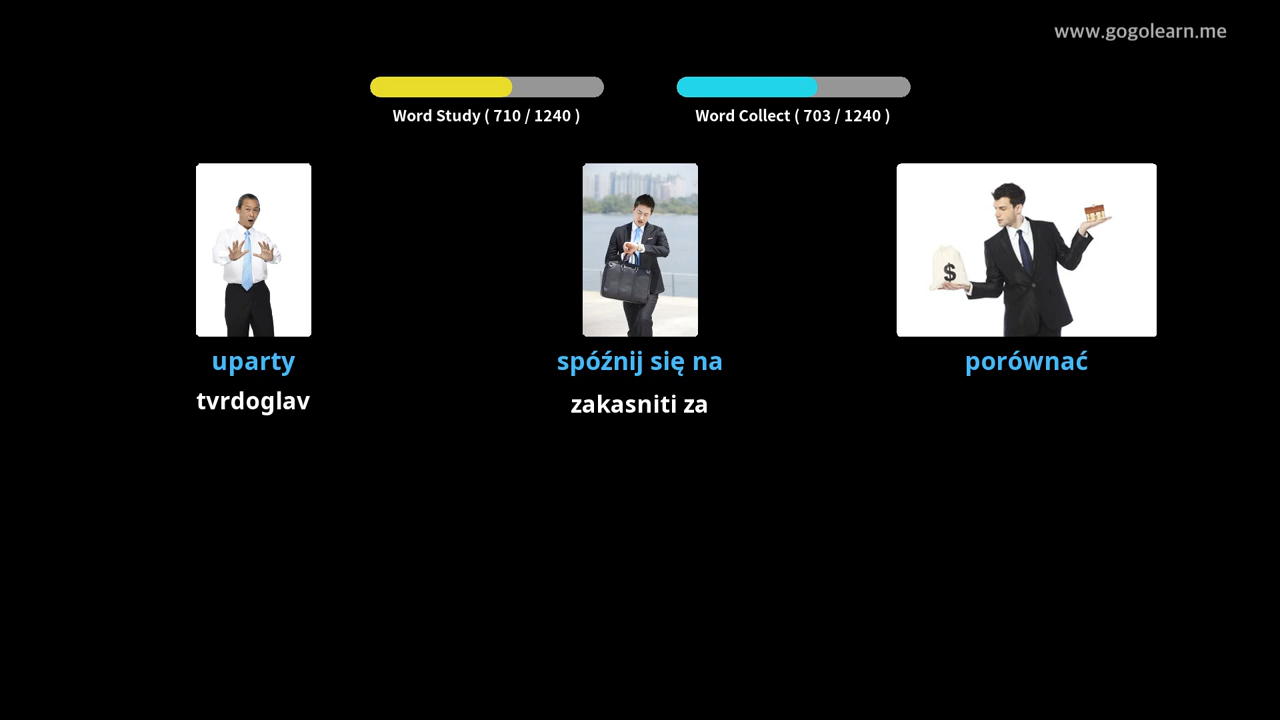 www.gogolearn.me
Word Study ( 710 / 1240 )
Word Collect ( 703 / 1240 )
$
uparty
spóźnij się na
porównać
tvrdoglav
zakasniti za